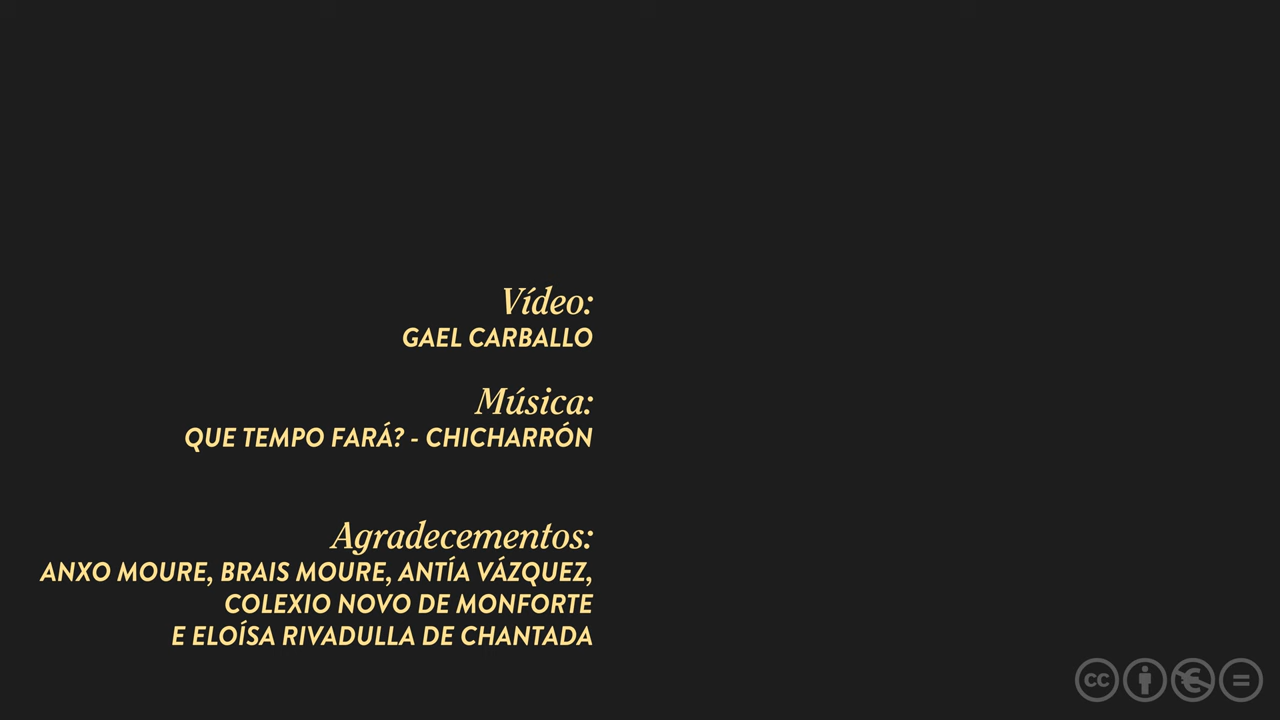 Vídeo:
GAEL CARBALLO
Música:
QUE TEMPO FARÁ? - CHICHARRÓN
Agradecementos:
ANXO MOURE, BRAIS MOURE, ANTÍA VÁZQUEZ,
COLEXIO NOVO DE MONFORTE
E ELOÍSA RIVADULLA DE CHANTADA
cc € =